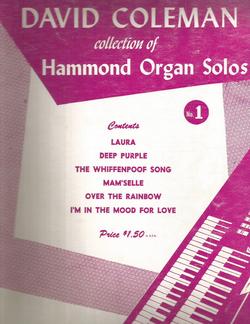 DAVID COLEMAN
collection of
Hammond Organ Solos
No. 1
Contents
LAURA
DEEP PURPLE
THE WHIFFENPOOF SONG
MAM'SELLE
OVER THE RAINBOW
I'M IN THE MOOD FOR LOVE
Price $1.50....